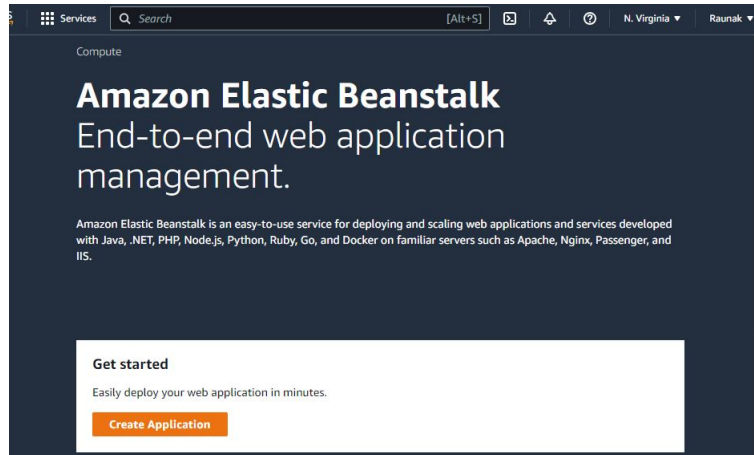 Services Search [Alt+S] N. Virginia Raunak
Compute
Amazon Elastic Beanstalk
End-to-end web application
management.
Amazon Elastic Beanstalk is an easy-to-use service for deploying and scaling web applications and services developed
with Java, .NET, PHP, Node.js, Python, Ruby, Go, and Docker on familiar servers such as Apache, Nginx, Passenger, and
IIS.
Get started
Easily deploy your web application in minutes.
Create Application